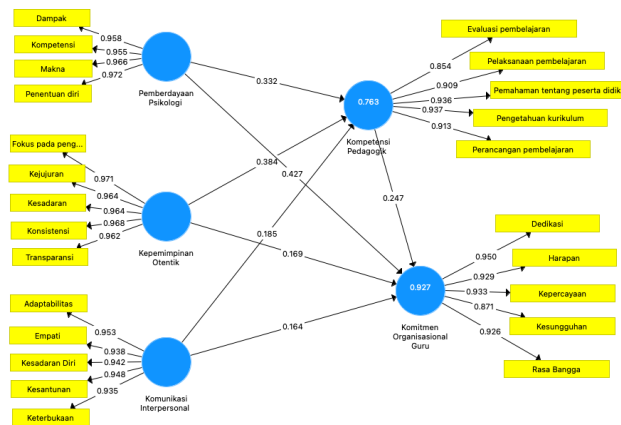 Dampak
Kompetensi
Makna
Penentuan diri
0.958
0.955
0.966
0.972
Pemberdayaan
Psikologi
Fokus pada peng...
Kejujuran
Kesadaran
Konsistensi
Transparansi
0.971
0.964
0.964
0.968
0.962
Kepemimpinan
Otentik
Adaptabilitas
Empati
Kesadaran Diri
Kesantunan
Keterbukaan
0.953
0.938
0.942
0.948
0.935
Komunikasi
Interpersonal
0.332
0.384
0.427
0.185
0.169
0.164
0.247
0.763
Kompetensi
Pedagogik
0.854
0.909
0.936
0.937
0.913
Evaluasi pembelajaran
Pelaksanaan pembelajaran
Pemahaman tentang peserta didik
Pengetahuan kurikulum
Perancangan pembelajaran
0.927
Komitmen
Organisasional
Guru
0.950
0.929
0.933
0.871
0.926
Dedikasi
Harapan
Kepercayaan
Kesungguhan
Rasa Bangga